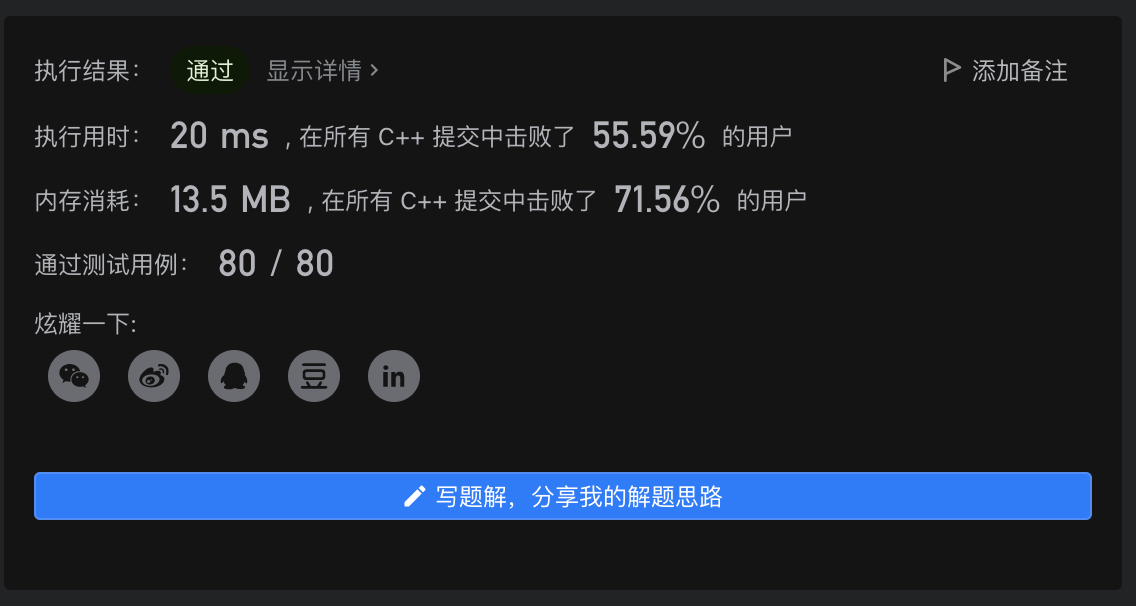 执行结果： 通过 显示详情 > 添加备注
执行用时： 20 ms , 在所有 C++ 提交中击败了 55.59% 的用户
内存消耗： 13.5 MB , 在所有 C++ 提交中击败了 71.56% 的用户
通过测试用例： 80 / 80
炫耀一下:
豆 in
写题解，分享我的解题思路